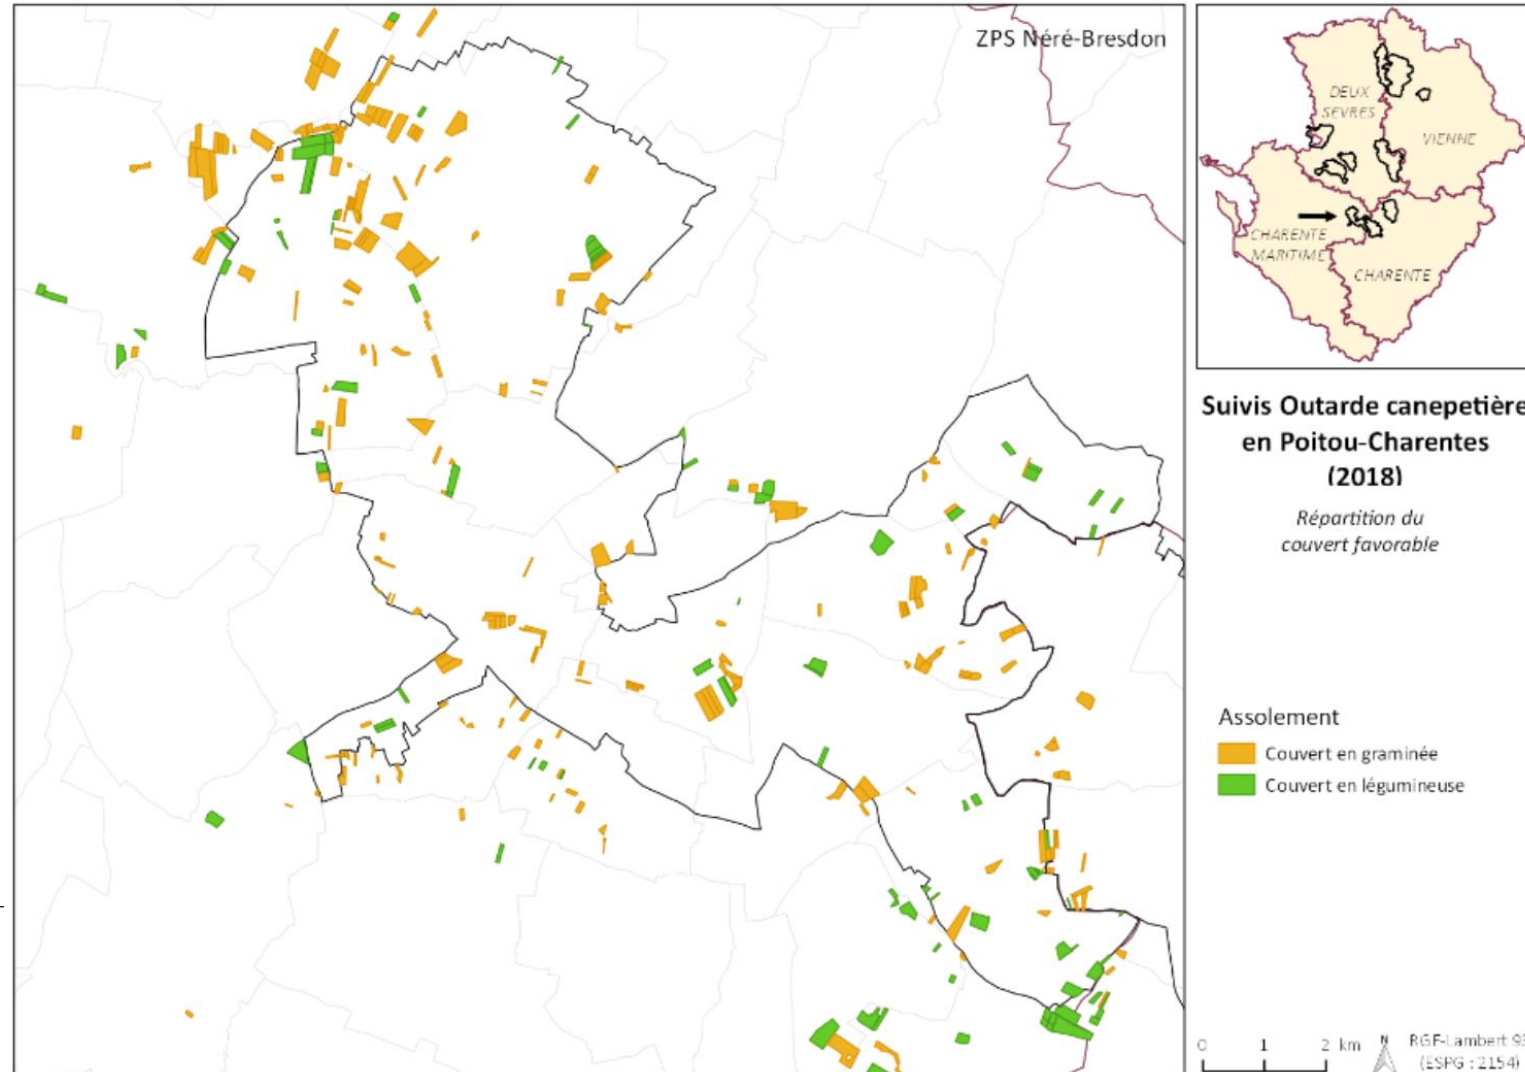 ZPS Néré-Bresdon
DEUX
SEVRES
VIENNE
CHARENTE
MARITIME
CHARENTE
Suivis Outarde canepetière
en Poitou-Charentes
(2018)
Répartition du
couvert favorable
Assolement
Couvert en graminée
Couvert en légumineuse
0 1 2 km N RGF-Lambert 93
(ESPG : 2154)